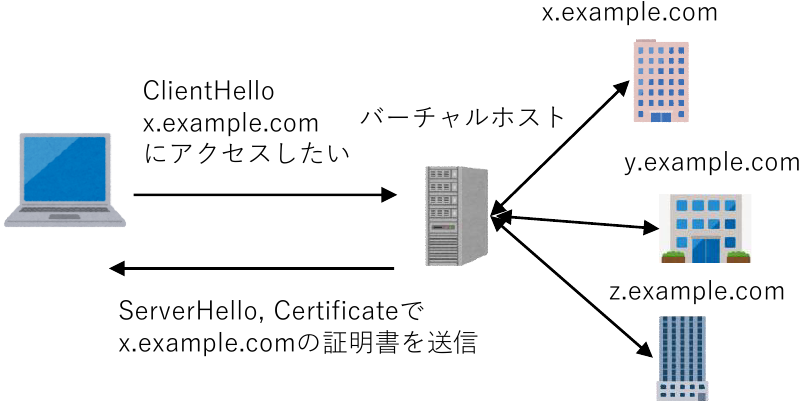 x.example.com
ClientHello
x.example.com
にアクセスしたい
バーチャルホスト
y.example.com
z.example.com
ServerHello, Certificateで
x.example.comの証明書を送信